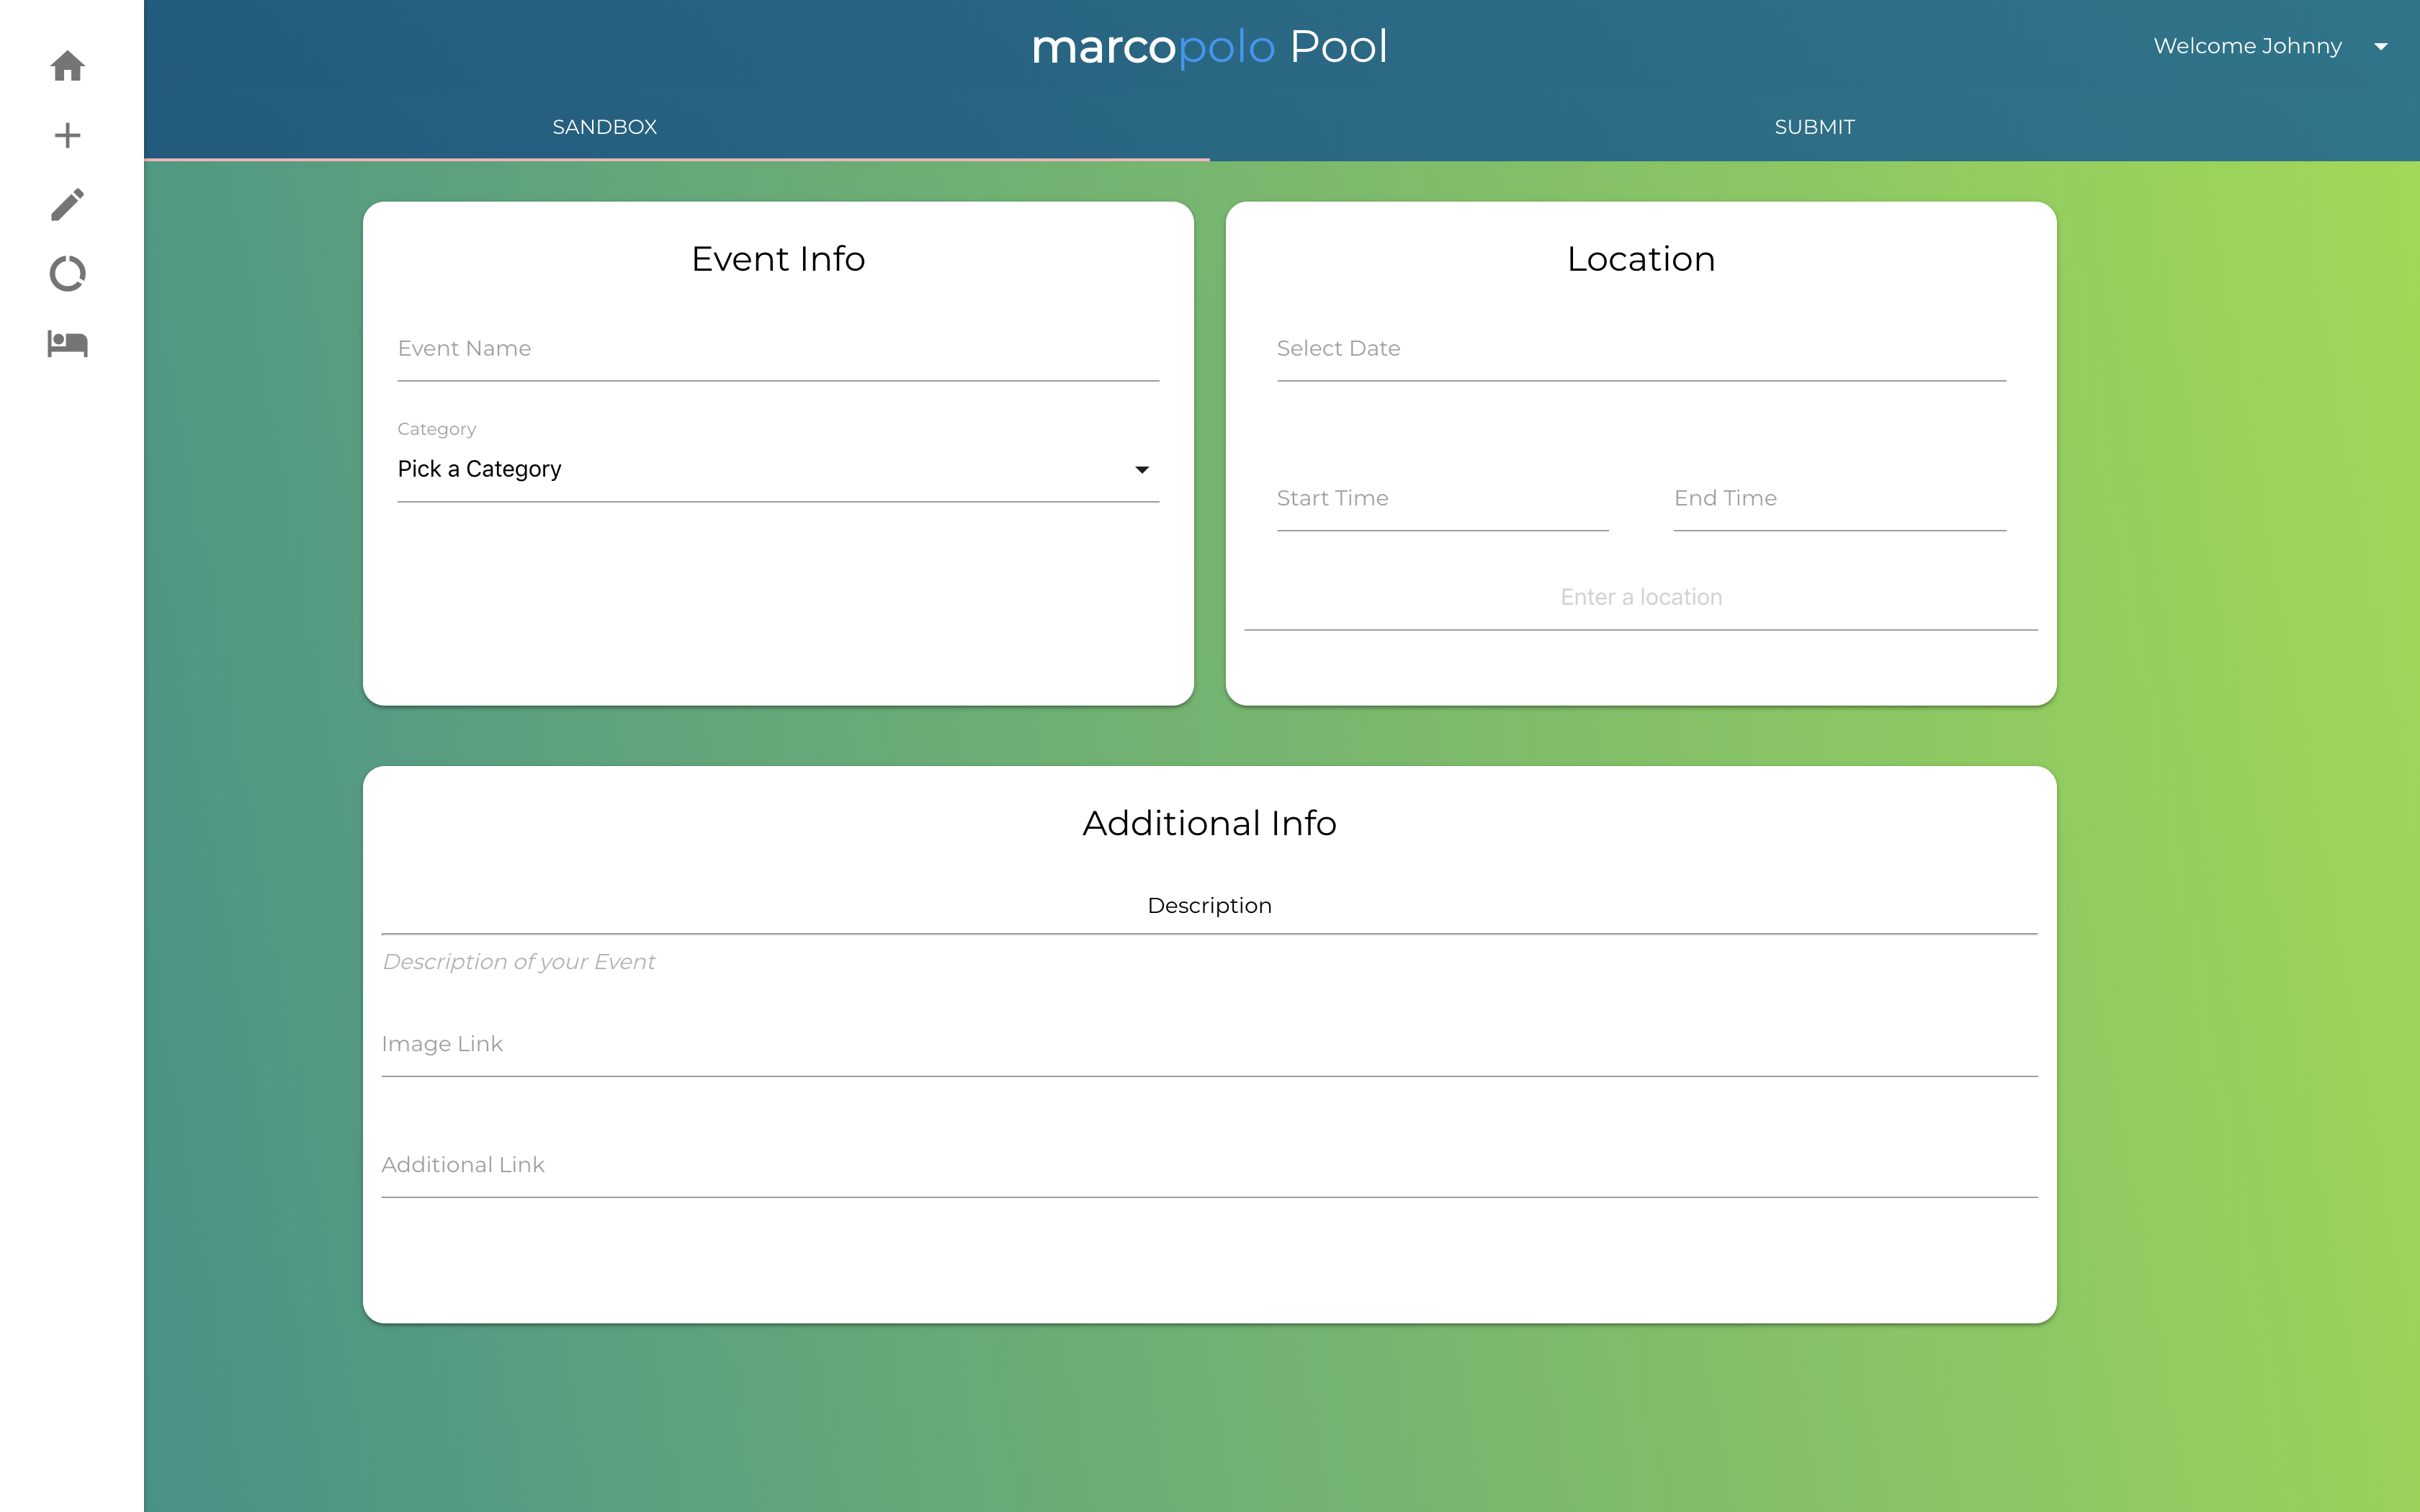 marcopolo Pool
Welcome Johnny
SANDBOX
SUBMIT
Event Info
Event Name
Category
Pick a Category
Location
Select Date
Start Time
End Time
Enter a location
Additional Info
Description
Description of your Event
Image Link
Additional Link